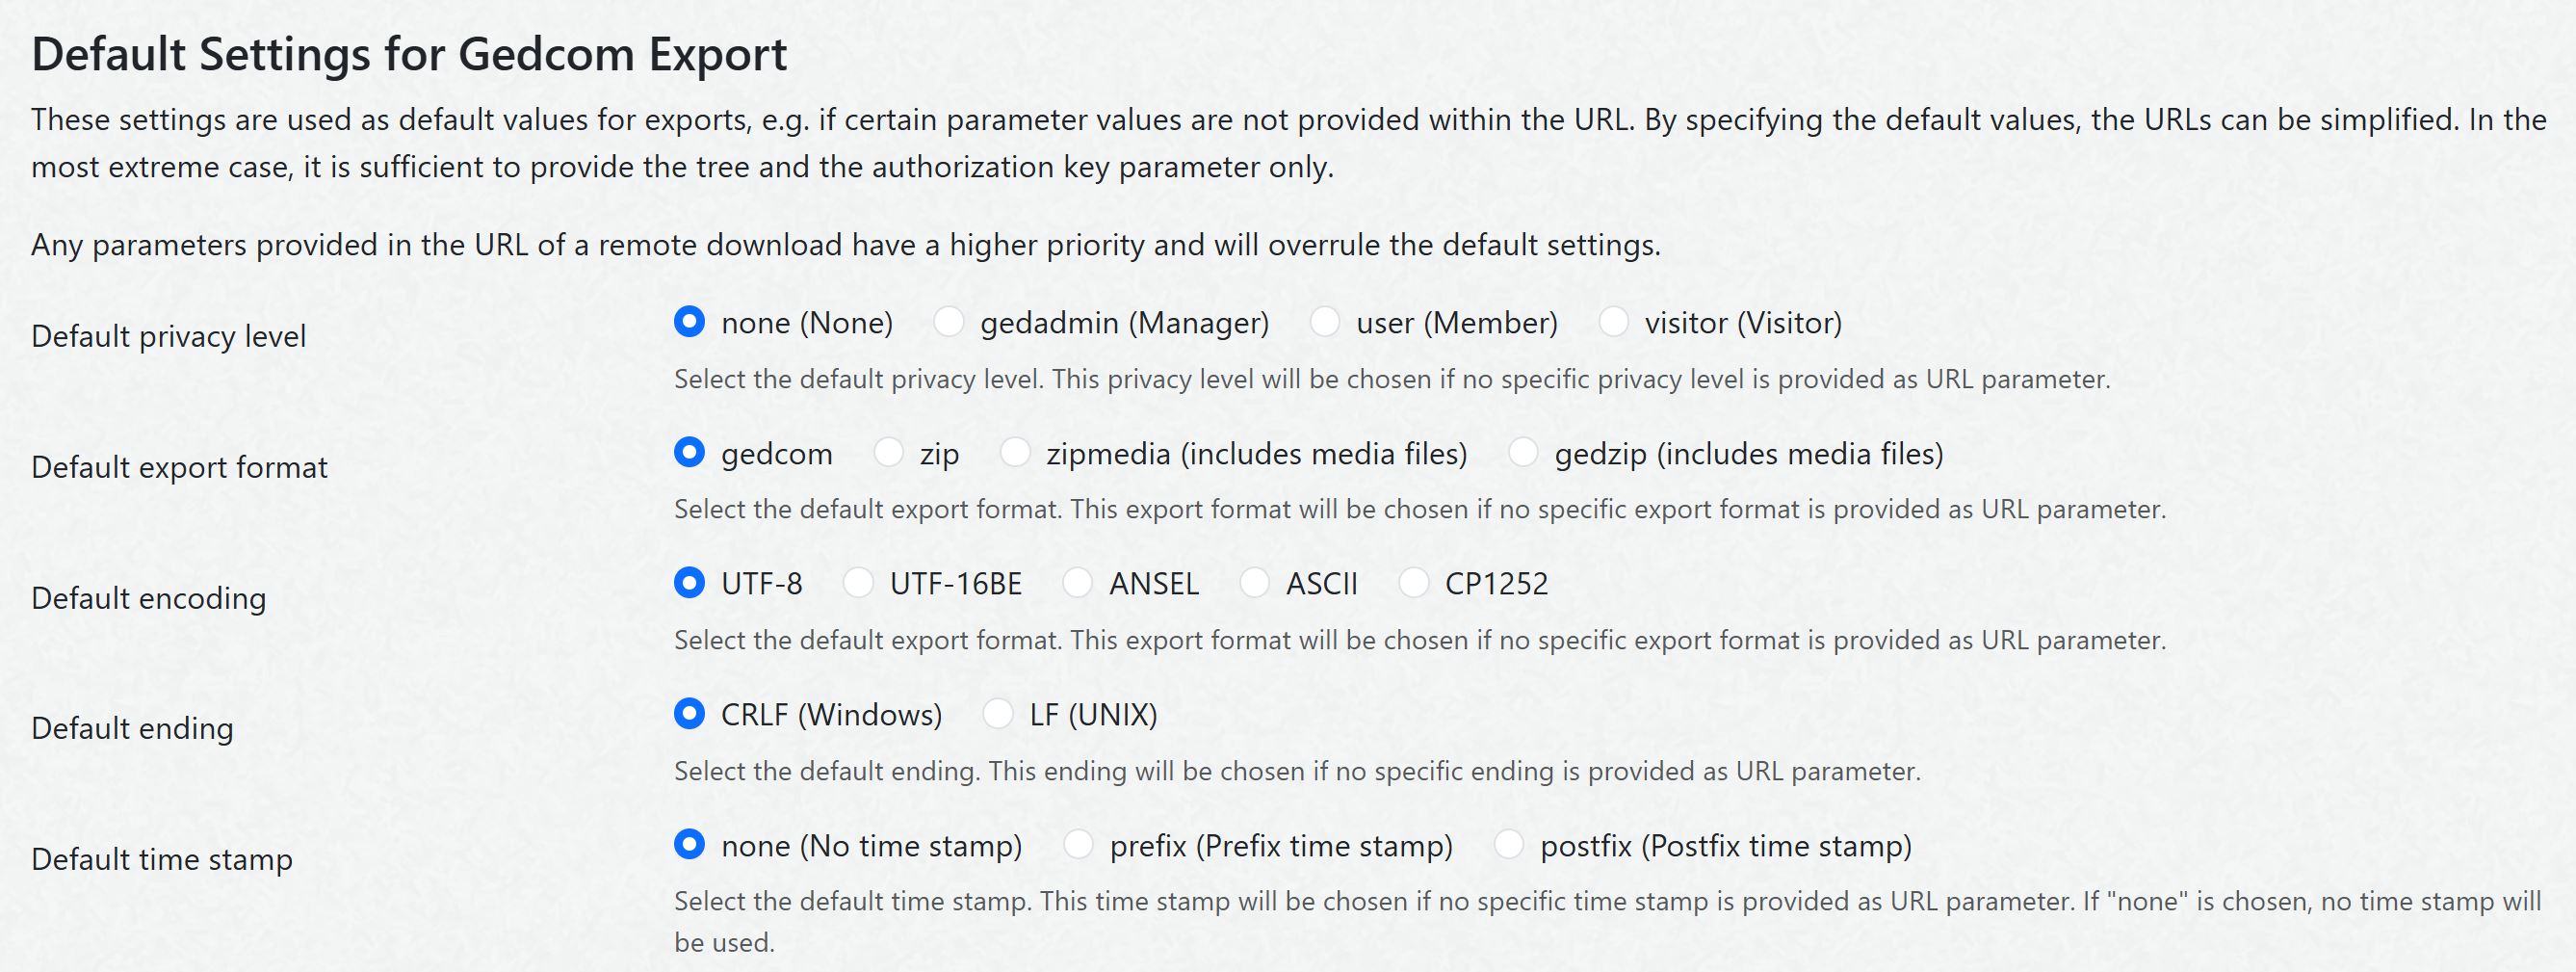 Default Settings for Gedcom Export
These settings are used as default values for exports, e.g. if certain parameter values are not provided within the URL. By specifying the default values, the URLs can be simplified. In the
most extreme case, it is sufficient to provide the tree and the authorization key parameter only.
Any parameters provided in the URL of a remote download have a higher priority and will overrule the default settings.
Default privacy level
none (None) gedadmin (Manager) user (Member) visitor (Visitor)
Select the default privacy level. This privacy level will be chosen if no specific privacy level is provided as URL parameter.
Default export format
gedcom zip zipmedia (includes media files) gedzip (includes media files)
Select the default export format. This export format will be chosen if no specific export format is provided as URL parameter.
Default encoding
UTF-8 UTF-16BE ANSEL ASCII CP1252
Select the default export format. This export format will be chosen if no specific export format is provided as URL parameter.
Default ending
CRLF (Windows) LF (UNIX)
Select the default ending. This ending will be chosen if no specific ending is provided as URL parameter.
Default time stamp
none (No time stamp) prefix (Prefix time stamp) postfix (Postfix time stamp)
Select the default time stamp. This time stamp will be chosen if no specific time stamp is provided as URL parameter. If "none" is chosen, no time stamp will
be used.